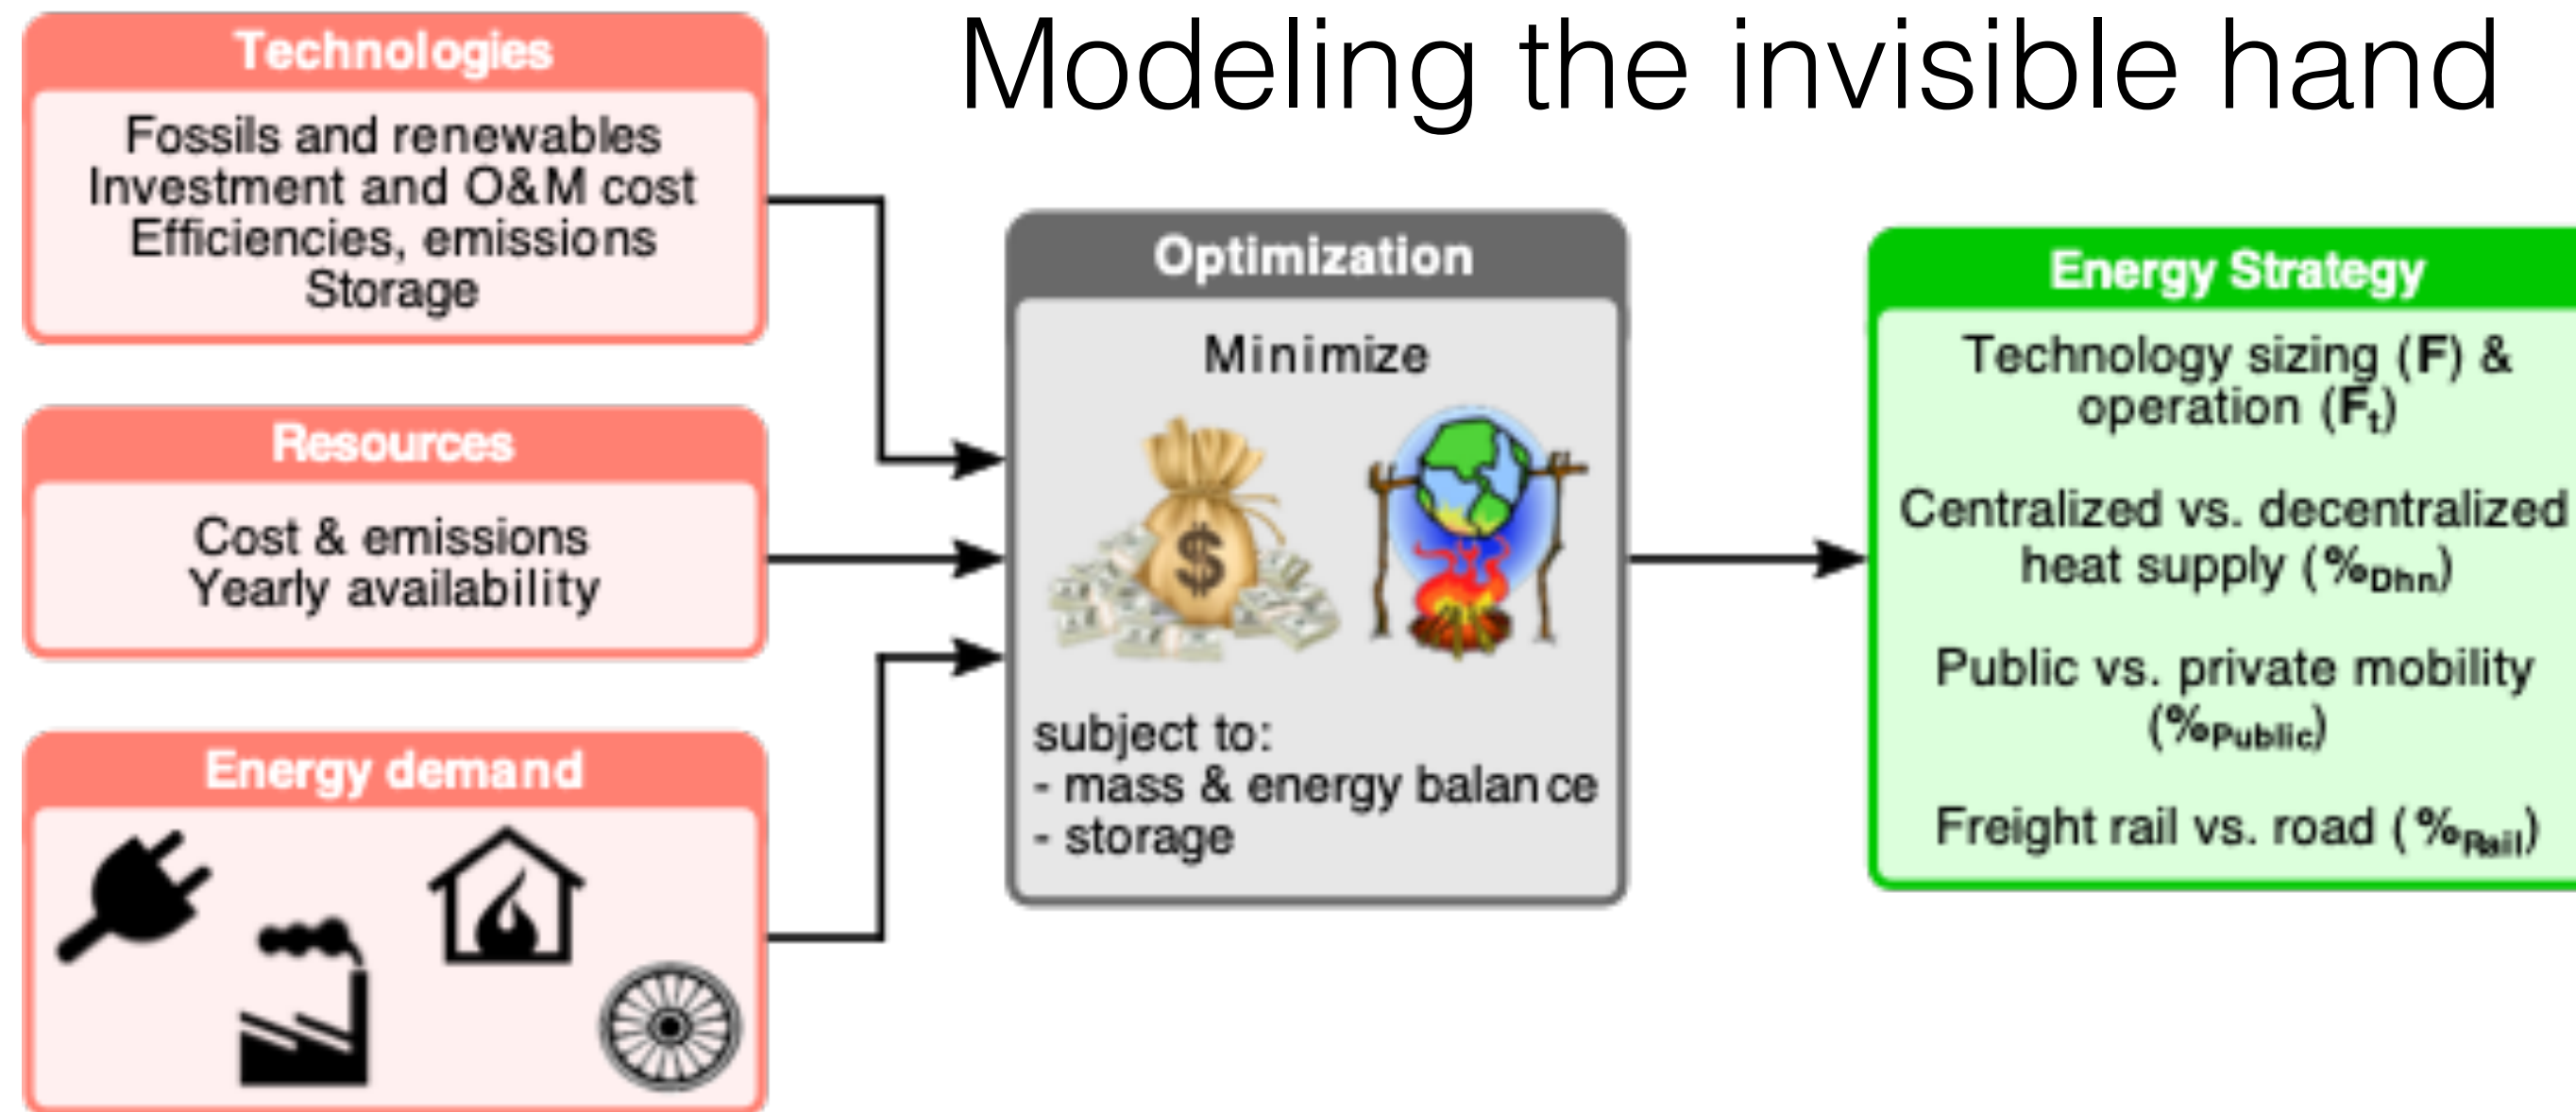 Modeling the invisible hand
Technologies
Fossils and renewables
Investment and O&M cost
Efficiencies, emissions
Storage
Resources
Cost & emissions
Yearly availability
Energy demand
Optimization
Minimize
$
subject to:
- mass & energy balance
- storage
Energy Strategy
Technology sizing (F) &
operation (Ft)
Centralized vs. decentralized
heat supply (%Dhn)
Public vs. private mobility
(%Public)
Freight rail vs. road (%Rail)